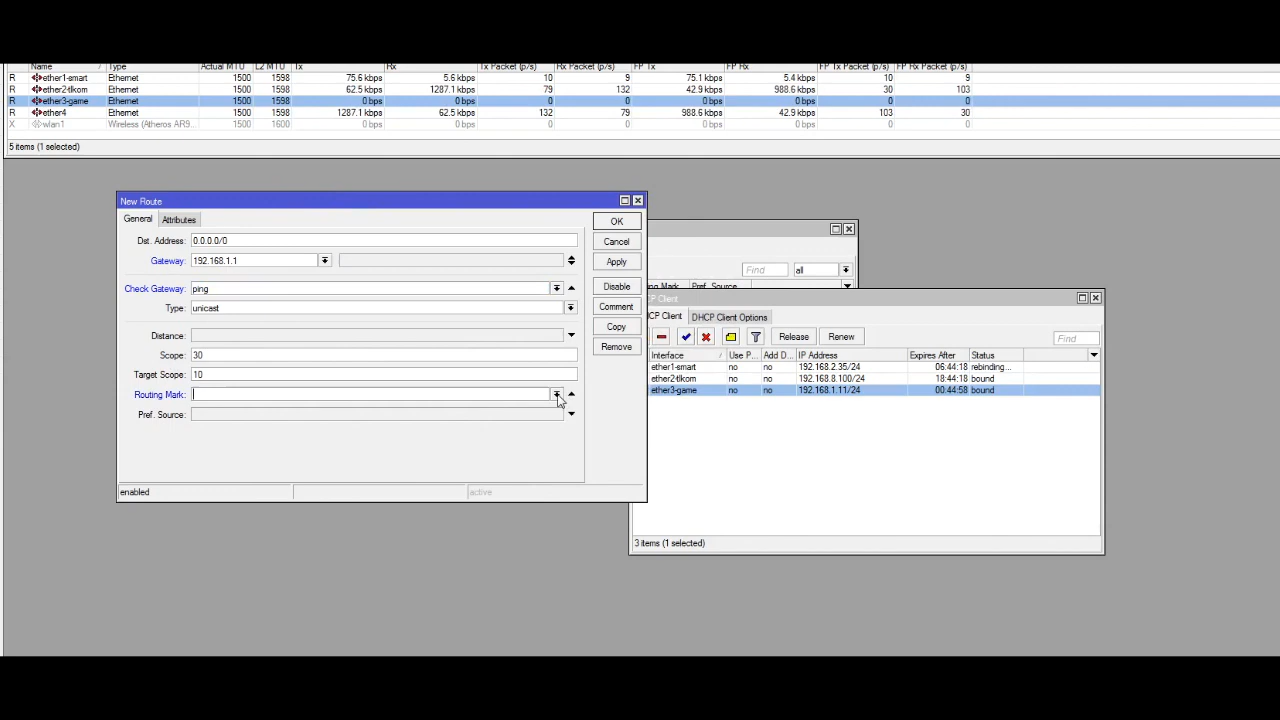 Name / Type Actual MTU L2 MTU Tx Rx Tx Packet (p/s) Rx Packet (p/s) FP Tx FP Rx FP Tx Packet (p/s) FP Rx Packet (p/s)
R ether1-smart Ethernet 1500 1598 75.6 kbps 5.6 kbps 10 9 75.1 kbps 5.4 kbps 10 9
R ether2-tlkom Ethernet 1500 1598 62.5 kbps 1287.1 kbps 79 132 42.9 kbps 988.6 kbps 30 103
R ether3-game Ethernet 1500 1598 0 bps 0 bps 0 0 0 bps 0 bps 0 0
R ether4 Ethernet 1500 1598 1287.1 kbps 62.5 kbps 132 79 988.6 kbps 42.9 kbps 103 30
X wlan1 Wireless (Atheros AR9... 1500 1600 0 bps 0 bps 0 0 0 bps 0 bps 0 0
5 items (1 selected)
New Route
General Attributes
Dst. Address: 0.0.0.0/0
Gateway: 192.168.1.1
Check Gateway: ping
Type: unicast
Distance:
Scope: 30
Target Scope: 10
Routing Mark:
Pref. Source:
enabled active
OK
Cancel
Apply
Disable
Comment
Copy
Remove
Find all
Mark Pref. Source
CP Client
CP Client DHCP Client Options
Release Renew Find
Interface / Use P... Add D... IP Address Expires After Status
ether1-smart no no 192.168.2.35/24 06:44:18 rebinding...
ether2-tlkom no no 192.168.8.100/24 18:44:18 bound
ether3-game no no 192.168.1.11/24 00:44:58 bound
3 items (1 selected)